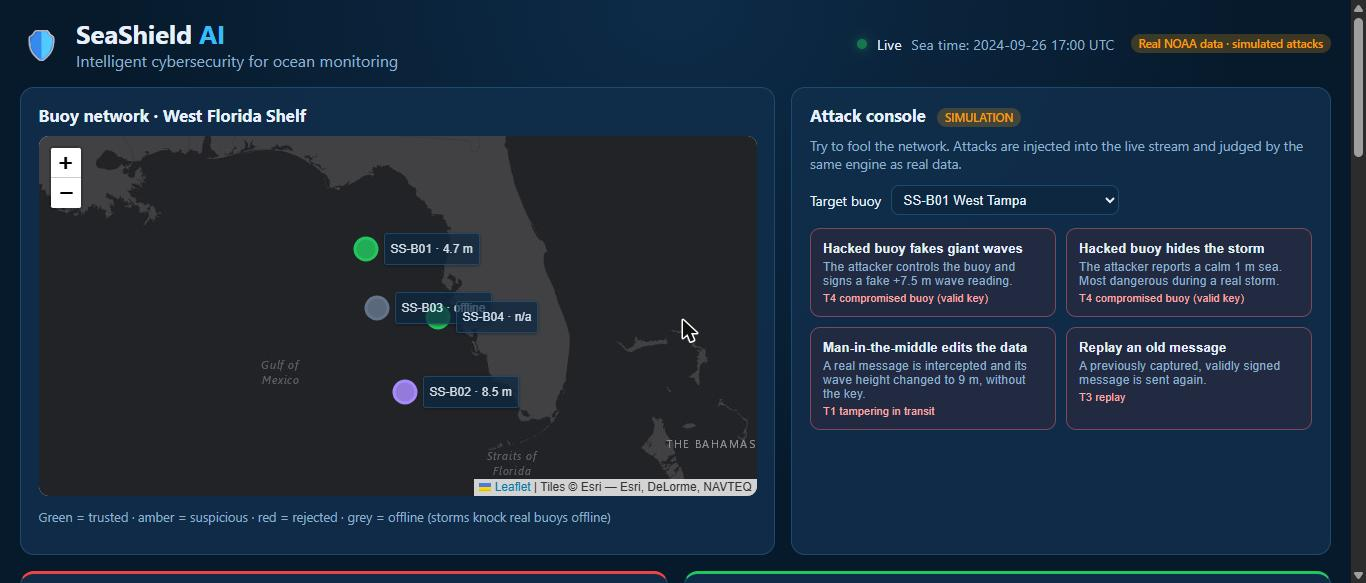 SeaShield AI
Intelligent cybersecurity for ocean monitoring
Live Sea time: 2024-09-26 17:00 UTC
Real NOAA data · simulated attacks
Buoy network · West Florida Shelf
+
−
SS-B01 · 4.7 m
SS-B03 · offline
SS-B04 · n/a
SS-B02 · 8.5 m
Gulf of
Mexico
THE BAHAMAS
Straits of
Florida
Leaflet | Tiles © Esri — Esri, DeLorme, NAVTEQ
Green = trusted · amber = suspicious · red = rejected · grey = offline (storms knock real buoys offline)
Attack console SIMULATION
Try to fool the network. Attacks are injected into the live stream and judged by the
same engine as real data.
Target buoy SS-B01 West Tampa
Hacked buoy fakes giant waves
The attacker controls the buoy and
signs a fake +7.5 m wave reading.
T4 compromised buoy (valid key)
Hacked buoy hides the storm
The attacker reports a calm 1 m sea.
Most dangerous during a real storm.
T4 compromised buoy (valid key)
Man-in-the-middle edits the data
A real message is intercepted and its
wave height changed to 9 m, without
the key.
T1 tampering in transit
Replay an old message
A previously captured, validly signed
message is sent again.
T3 replay